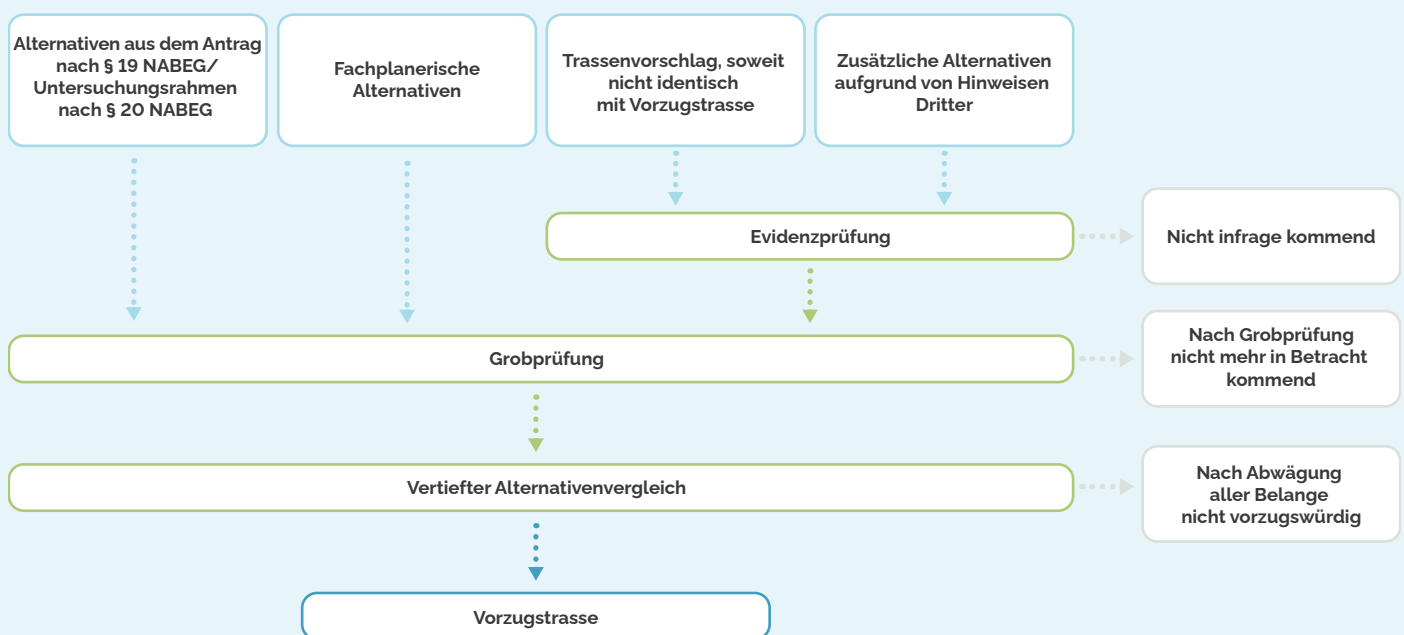 Alternativen aus dem Antrag
nach § 19 NABEG/
Untersuchungsrahmen
nach § 20 NABEG
Fachplanerische
Alternativen
Trassenvorschlag, soweit
nicht identisch
mit Vorzugstrasse
Zusätzliche Alternativen
aufgrund von Hinweisen
Dritter
Evidenzprüfung
Nicht infrage kommend
Grobprüfung
Nach Grobprüfung
nicht mehr in Betracht
kommend
Vertiefter Alternativenvergleich
Nach Abwägung
aller Belange
nicht vorzugswürdig
Vorzugstrasse